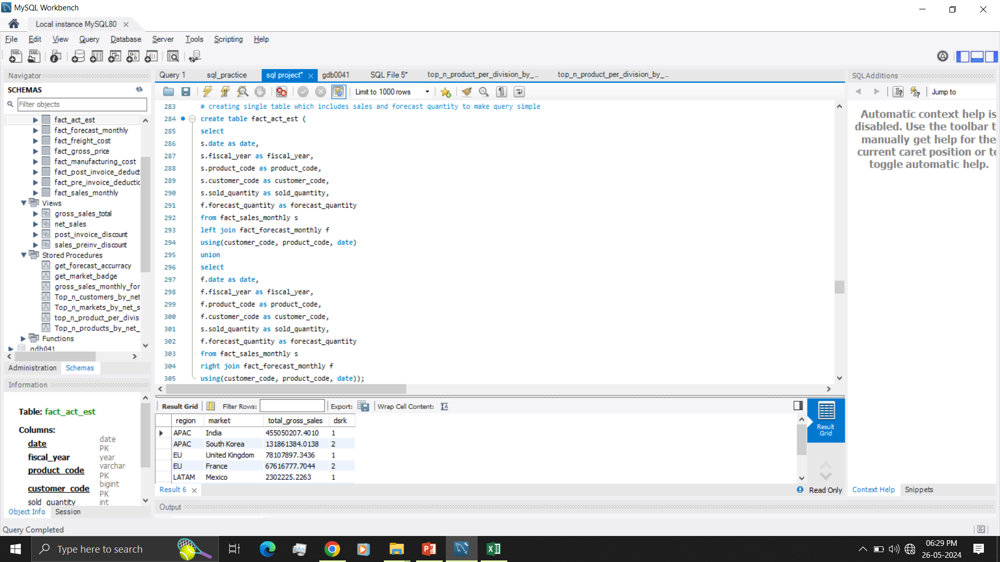 MySQL Workbench
Local instance MySQL80
File Edit View Query Database Server Tools Scripting Help
Navigator
SCHEMAS
Filter objects
fact_act_est
fact_forecast_monthly
fact_freight_cost
fact_gross_price
fact_manufacturing_cost
fact_post_invoice_deduct
fact_pre_invoice_deductic
fact_sales_monthly
Views
gross_sales_total
net_sales
post_invoice_discount
sales_preinv_discount
Stored Procedures
get_forecast_accurracy
get_market_badge
gross_sales_monthly_for
Top_n_customers_by_net
Top_n_markets_by_net_s
top_n_product_per_divis
Top_n_products_by_net_
Functions
gdb041
Administration Schemas
Information
Table: fact_act_est
Columns:
date date PK
fiscal_year year
product_code varchar PK
customer_code bigint PK
sold_quantity int
Object Info Session
Query Completed
Query 1 sql_practice sql project* gdb0041 SQL File 5* top_n_product_per_division_by_... top_n_product_per_division_by_...
Limit to 1000 rows
283 # creating single table which includes sales and forecast quantity to make query simple
284 create table fact_act_est (
285 select
286 s.date as date,
287 s.fiscal_year as fiscal_year,
288 s.product_code as product_code,
289 s.customer_code as customer_code,
290 s.sold_quantity as sold_quantity,
291 f.forecast_quantity as forecast_quantity
292 from fact_sales_monthly s
293 left join fact_forecast_monthly f
294 using(customer_code, product_code, date)
295 union
296 select
297 f.date as date,
298 f.fiscal_year as fiscal_year,
299 f.product_code as product_code,
300 f.customer_code as customer_code,
301 s.sold_quantity as sold_quantity,
302 f.forecast_quantity as forecast_quantity
303 from fact_sales_monthly s
304 right join fact_forecast_monthly f
305 using(customer_code, product_code, date));
Result Grid Filter Rows: Export: Wrap Cell Content:
region market total_gross_sales dsrk
APAC India 455050207.4010 1
APAC South Korea 131861384.0138 2
EU United Kingdom 78107897.3436 1
EU France 67616777.7044 2
LATAM Mexico 2302225.2263 1
Result Grid
Result 6
Read Only
Output
SQLAdditions
Jump to
Automatic context help is
disabled. Use the toolbar t
manually get help for the
current caret position or to
toggle automatic help.
Context Help Snippets
Type here to search
06:29 PM
26-05-2024